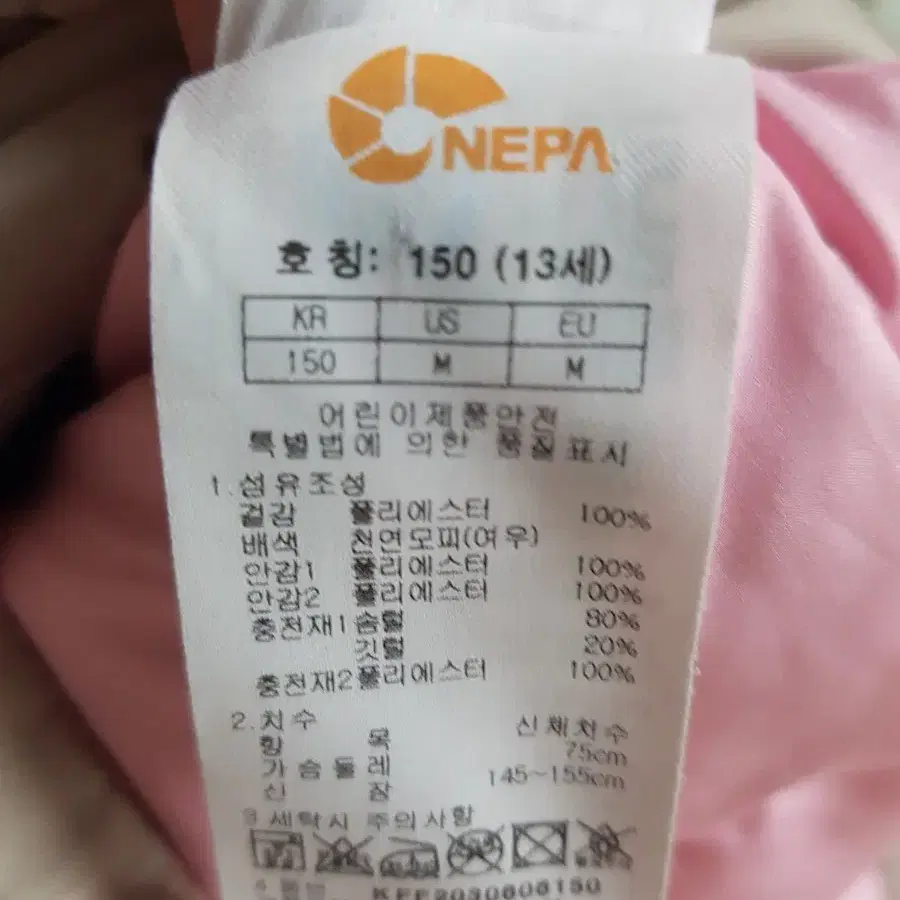 NEPA
호 칭: 150 (13세)
KR US EU
150 M M
어린이제품안전
특별법에 의한 품질표시
1.섬유조성
겉감 폴리에스터 100%
배색 천연모피(여우)
안감1 폴리에스터 100%
안감2 폴리에스터 100%
충전재1솜털 80%
깃털 20%
충전재2폴리에스터 100%
2.치수
항 목 신체치수
가 슴 둘 레 75cm
신 장 145~155cm
3.세탁시 주의사항